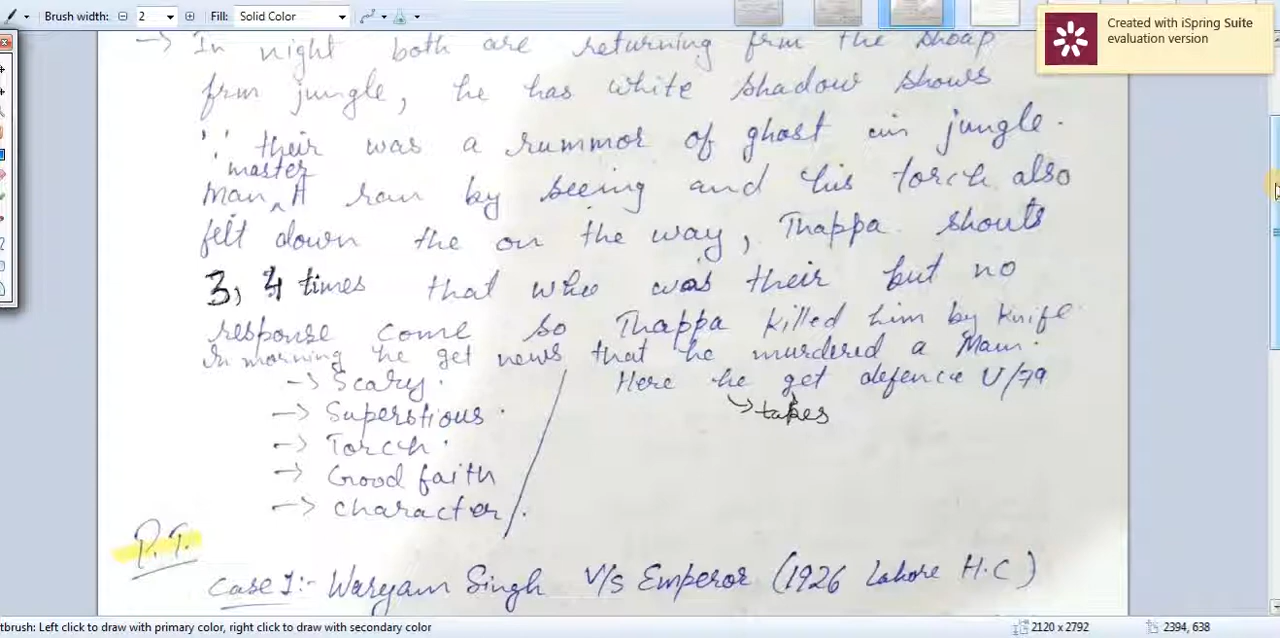 Brush width: 2 Fill: Solid Color
Created with iSpring Suite
evaluation version
→ In night both are returning frm the shoap
frm jungle, he has white shadow shows
∵ their was a rummor of ghost in jungle.
master
Man, A ran by seeing and his torch also
felt down the on the way, Thappa shouts
3, 4 times that who was their but no
response come so Thappa killed him by knife
In morning he get news that he murdered a Man.
→ Scary. Here he get defence U/79
→ takes
→ Superstious.
→ Torch.
→ Good faith
→ character.
P.T.
Case 1:- Waryam Singh V/s Emperor (1926 Lahore H.C)
tbrush: Left click to draw with primary color, right click to draw with secondary color 2120 x 2792 2394, 638